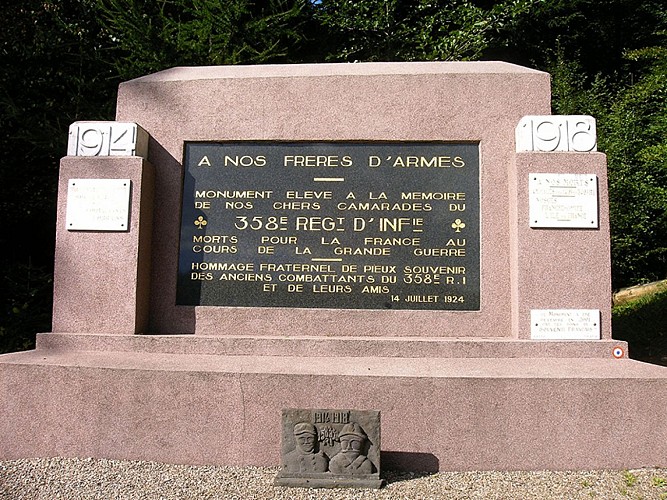 1914
1918
A NOS FRERES D'ARMES
MONUMENT ELEVE A LA MEMOIRE
DE NOS CHERS CAMARADES DU
358E REGT D'INFIE
MORTS POUR LA FRANCE AU
COURS DE LA GRANDE GUERRE
HOMMAGE FRATERNEL DE PIEUX SOUVENIR
DES ANCIENS COMBATTANTS DU 358E R.I
ET DE LEURS AMIS
14 JUILLET 1924
1914 1918